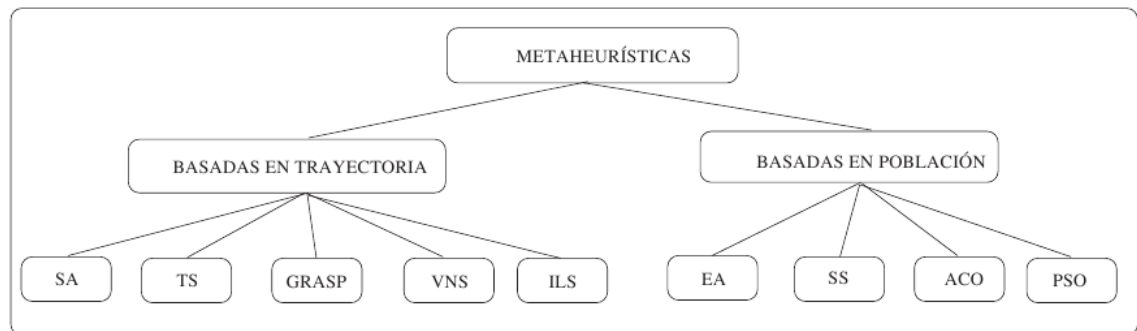 METAHEURÍSTICAS
BASADAS EN TRAYECTORIA
BASADAS EN POBLACIÓN
SA
TS
GRASP
VNS
ILS
EA
SS
ACO
PSO